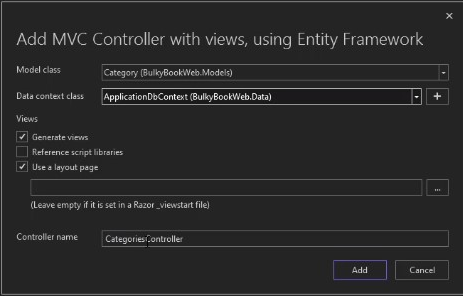 Add MVC Controller with views, using Entity Framework
Model class
Category (BulkyBookWeb.Models)
Data context class
ApplicationDbContext (BulkyBookWeb.Data)
Views
Generate views
Reference script libraries
Use a layout page
...
(Leave empty if it is set in a Razor _viewstart file)
Controller name
CategoriesController
Add
Cancel